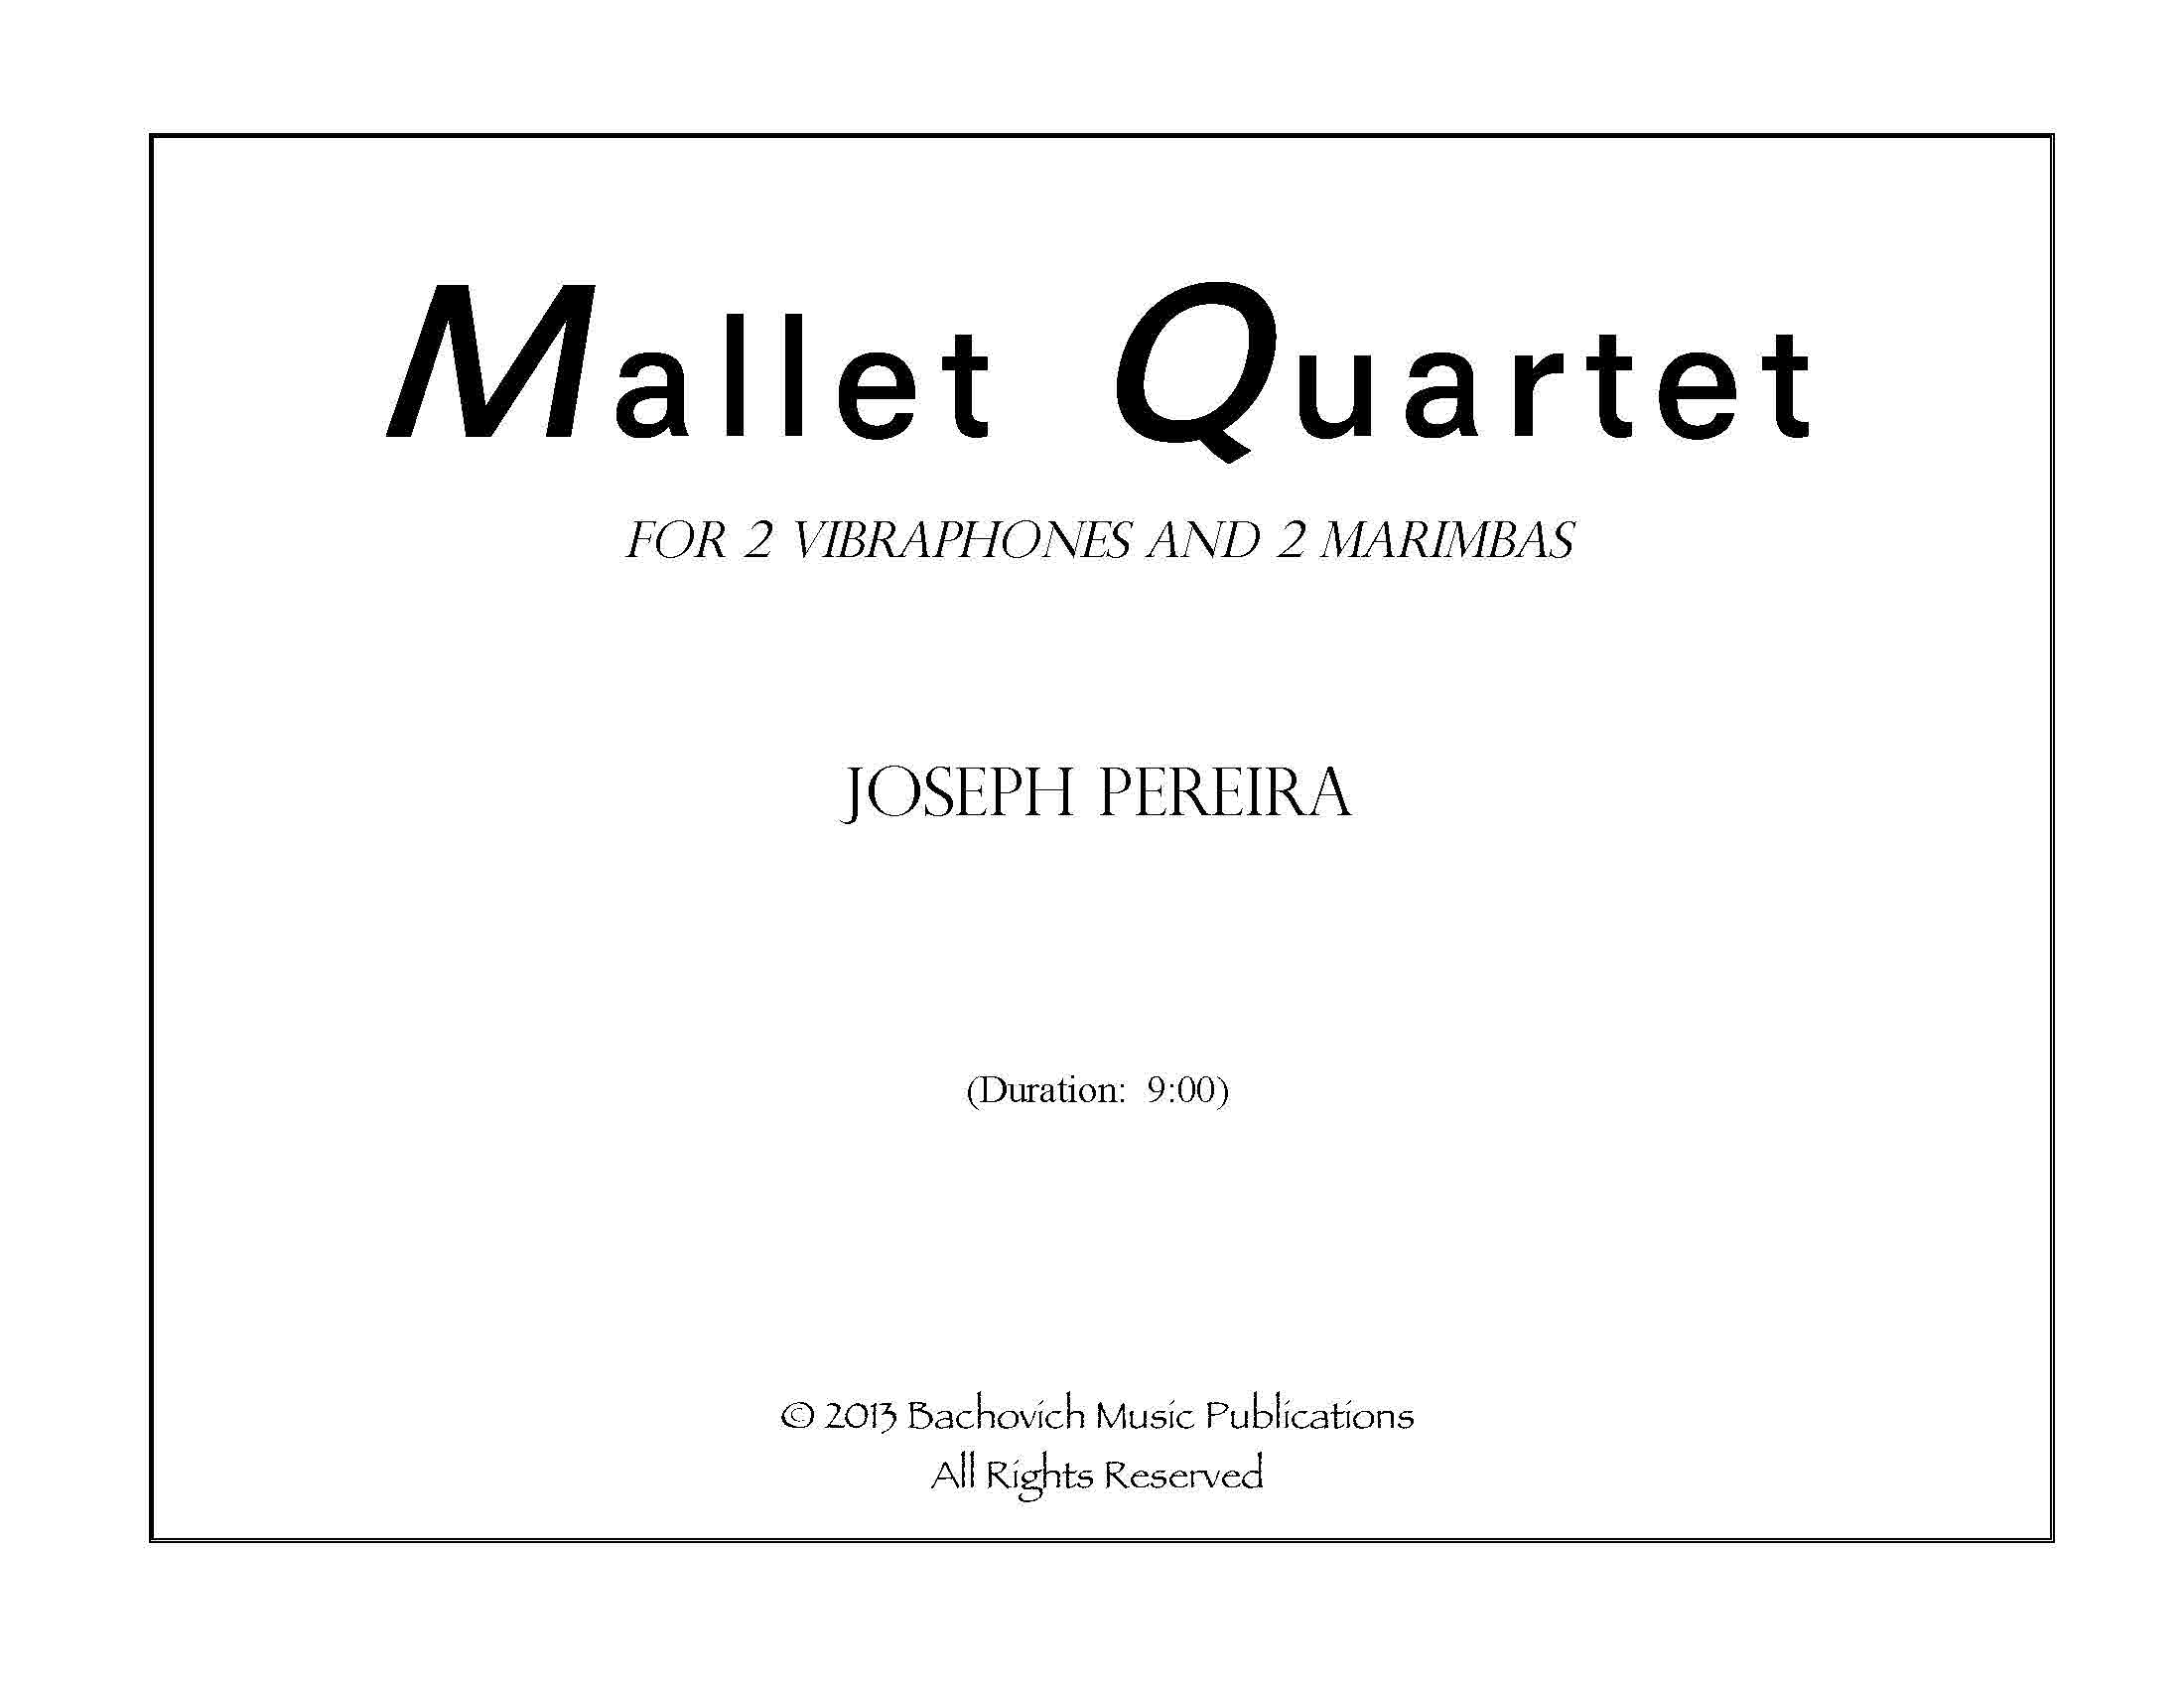 Mallet Quartet
FOR 2 VIBRAPHONES AND 2 MARIMBAS
JOSEPH PEREIRA
(Duration: 9:00)
© 2013 Bachovich Music Publications
All Rights Reserved